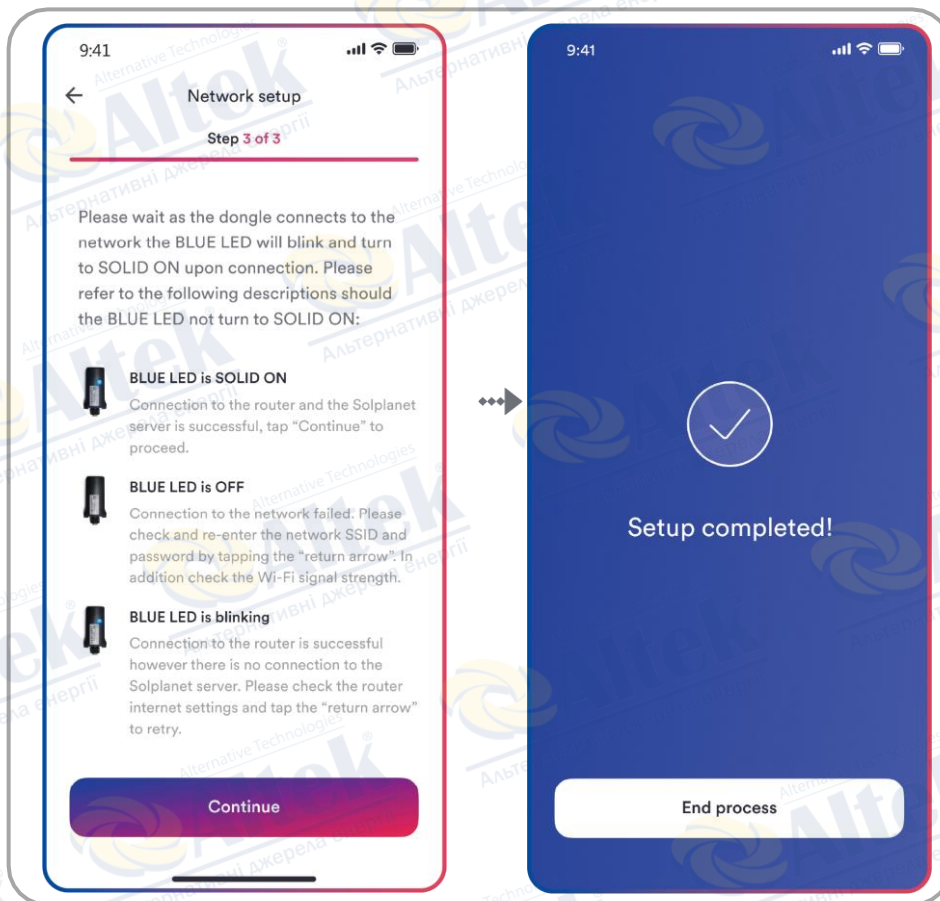 9:41
Network setup
Step 3 of 3
Please wait as the dongle connects to the
network the BLUE LED will blink and turn
to SOLID ON upon connection. Please
refer to the following descriptions should
the BLUE LED not turn to SOLID ON:
BLUE LED is SOLID ON
Connection to the router and the Solplanet
server is successful, tap “Continue” to
proceed.
BLUE LED is OFF
Connection to the network failed. Please
check and re-enter the network SSID and
password by tapping the “return arrow”. In
addition check the Wi-Fi signal strength.
BLUE LED is blinking
Connection to the router is successful
however there is no connection to the
Solplanet server. Please check the router
internet settings and tap the “return arrow”
to retry.
Continue
9:41
Setup completed!
End process
Altek
Alternative Technologies
Альтернативні джерела енергії